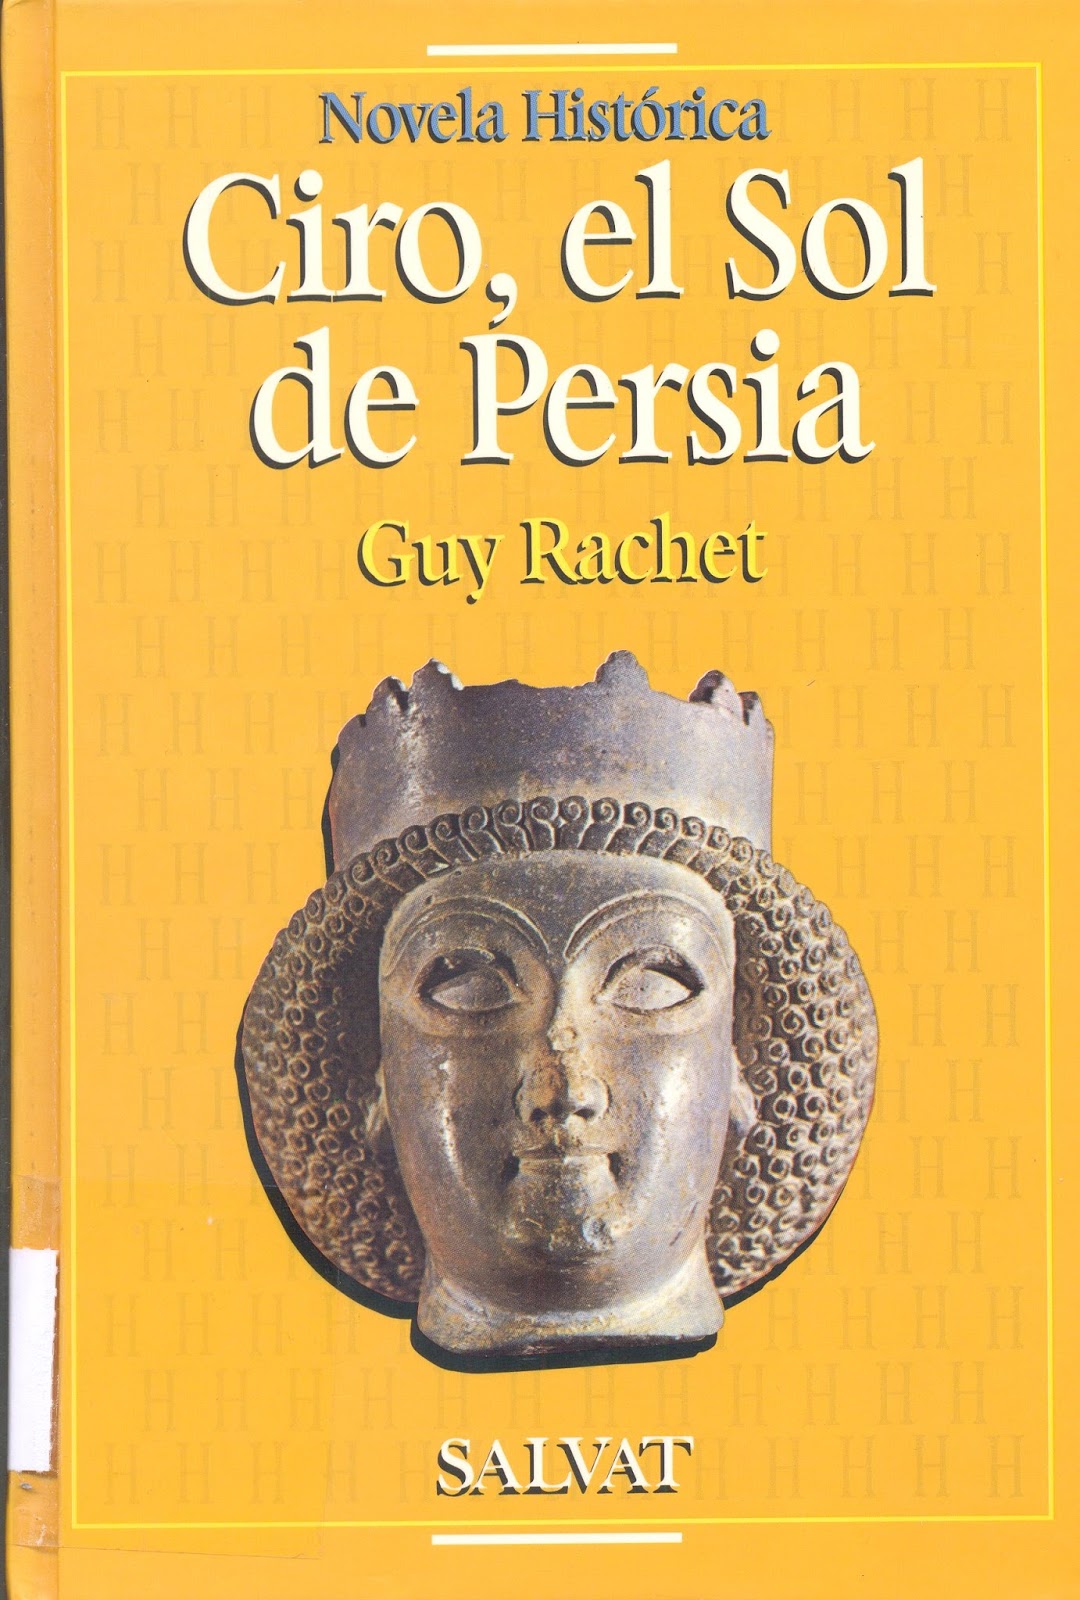 Novela Histórica
Ciro, el Sol
de Persia
Guy Rachet
SALVAT